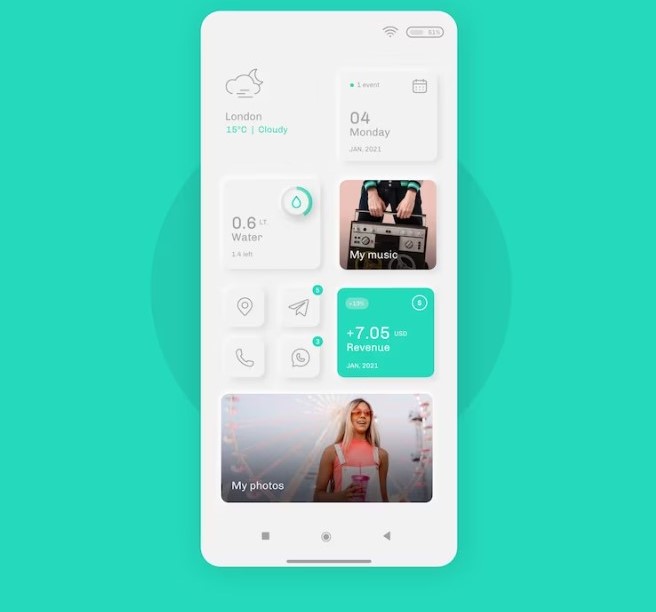 London
15°C | Cloudy
1 event
04
Monday
JAN, 2021
0.6 LT.
Water
1.4 left
My music
5
3
+13%
$
+7.05 USD
Revenue
JAN, 2021
My photos